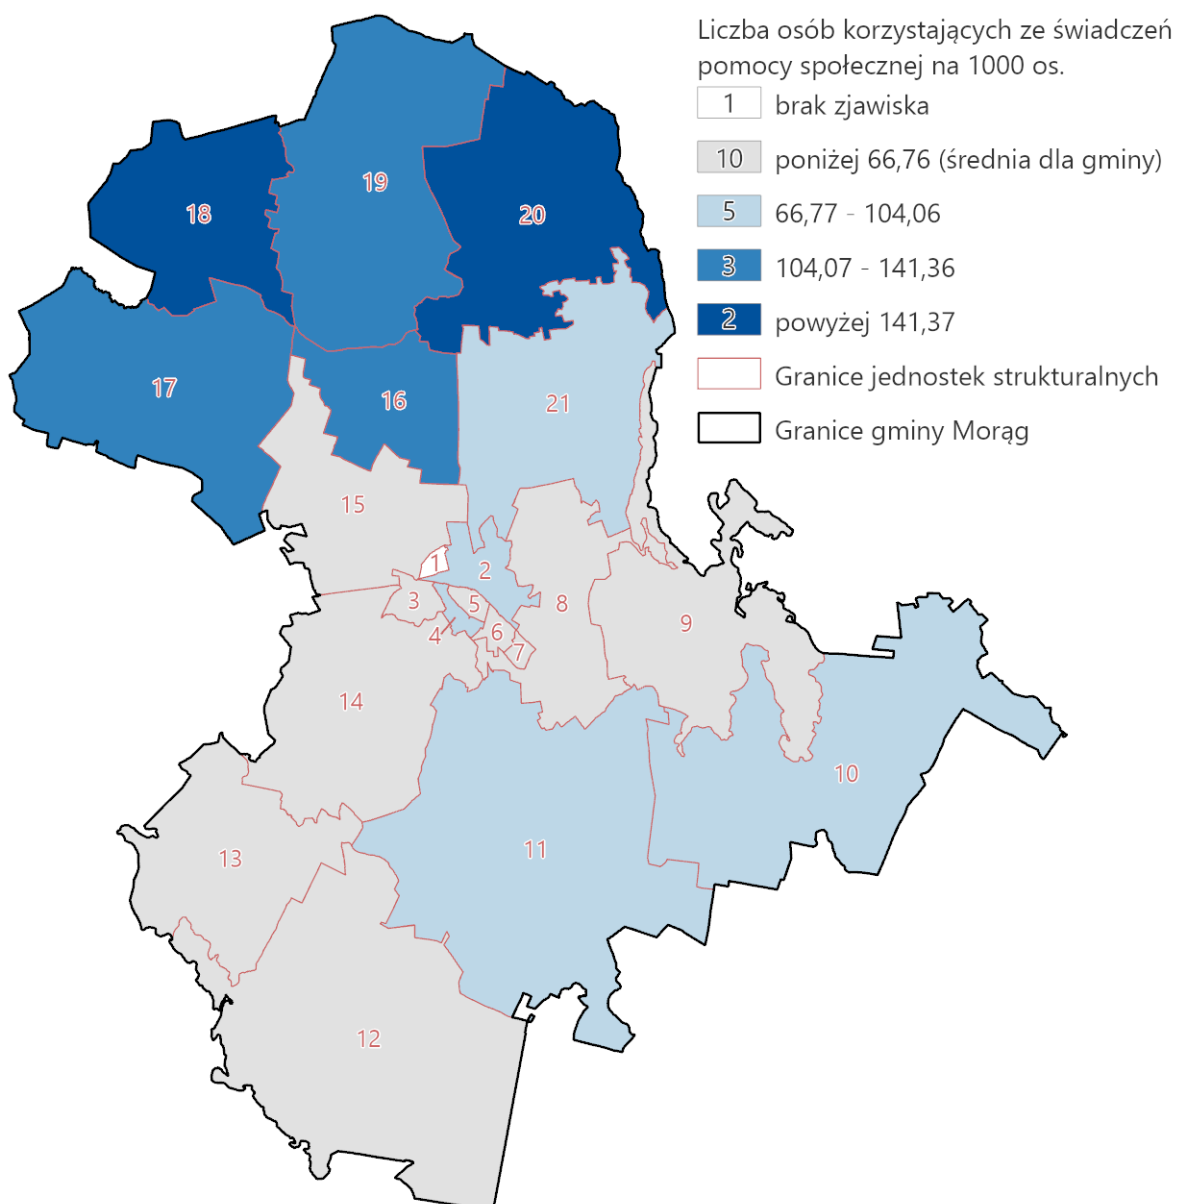 Liczba osób korzystających ze świadczeń
pomocy społecznej na 1000 os.
1 brak zjawiska
10 poniżej 66,76 (średnia dla gminy)
5 66,77 - 104,06
3 104,07 - 141,36
2 powyżej 141,37
Granice jednostek strukturalnych
Granice gminy Morąg
19
18
20
17
16
21
15
1
2
3
5
8
4
6
7
9
14
10
13
11
12